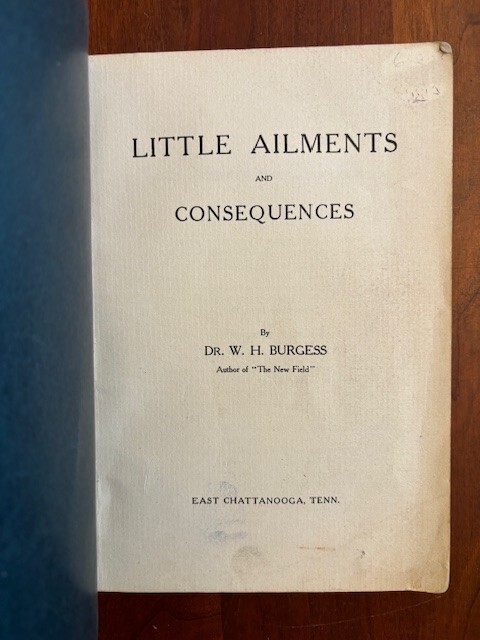 LITTLE AILMENTS
AND
CONSEQUENCES
By
DR. W. H. BURGESS
Author of "The New Field"
EAST CHATTANOOGA, TENN.